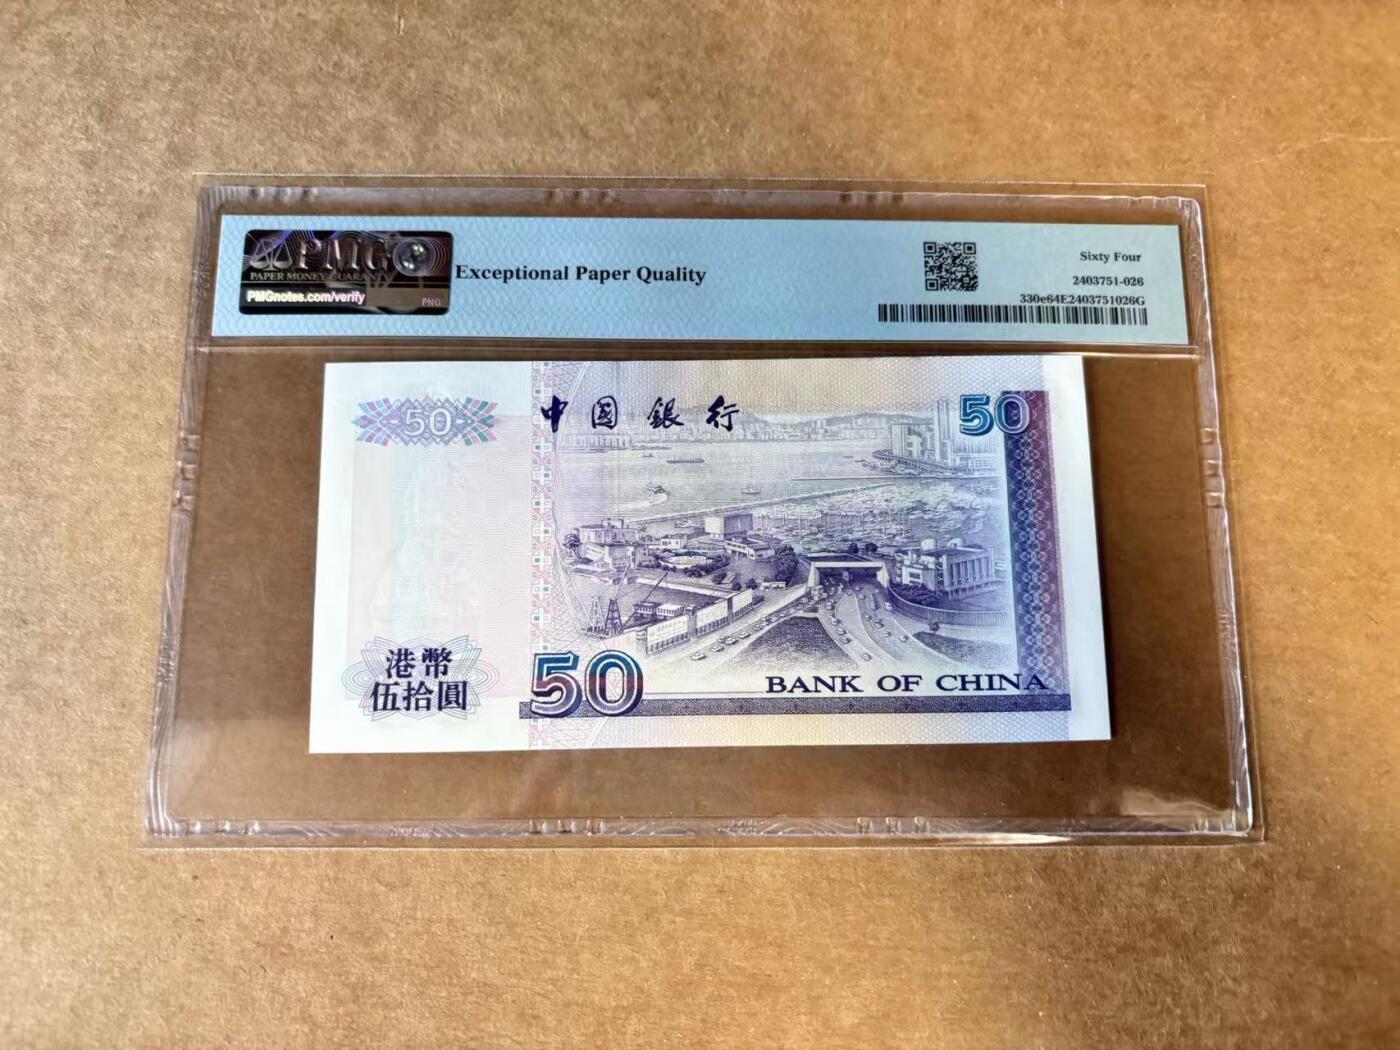 PMG
PAPER MONEY GUARANTY
PMGnotes.com/verify
PNG
Exceptional Paper Quality
Sixty Four
2403751-026
330e64E2403751026G
50
中國銀行
50
港幣
伍拾圓
50
BANK OF CHINA